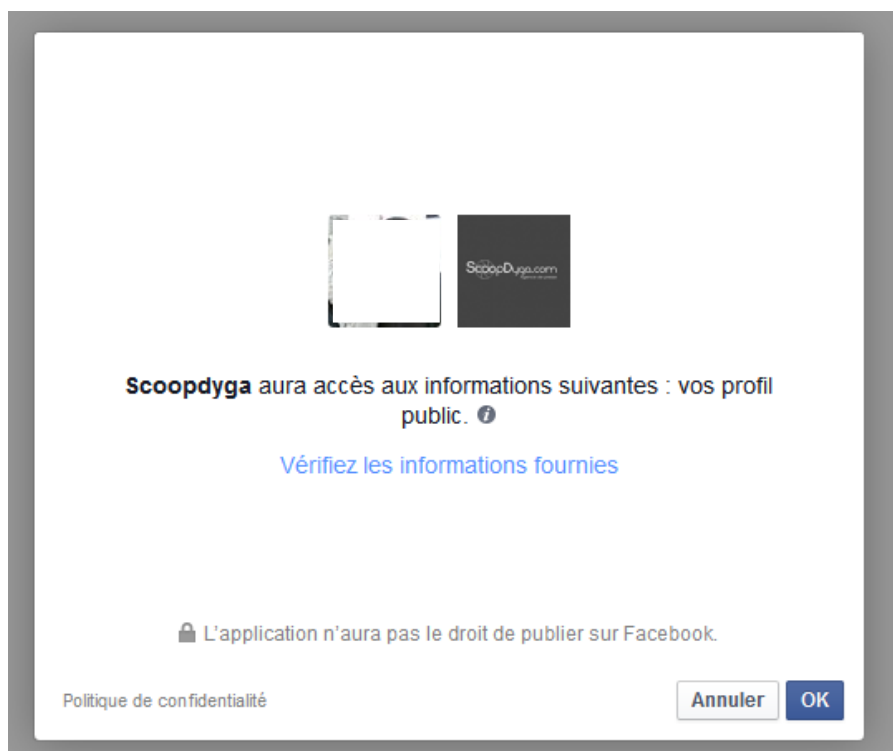 ScoopDyga.com
Scoopdyga aura accès aux informations suivantes : vos profil
public.
Vérifiez les informations fournies
L'application n'aura pas le droit de publier sur Facebook.
Politique de confidentialité
Annuler
OK